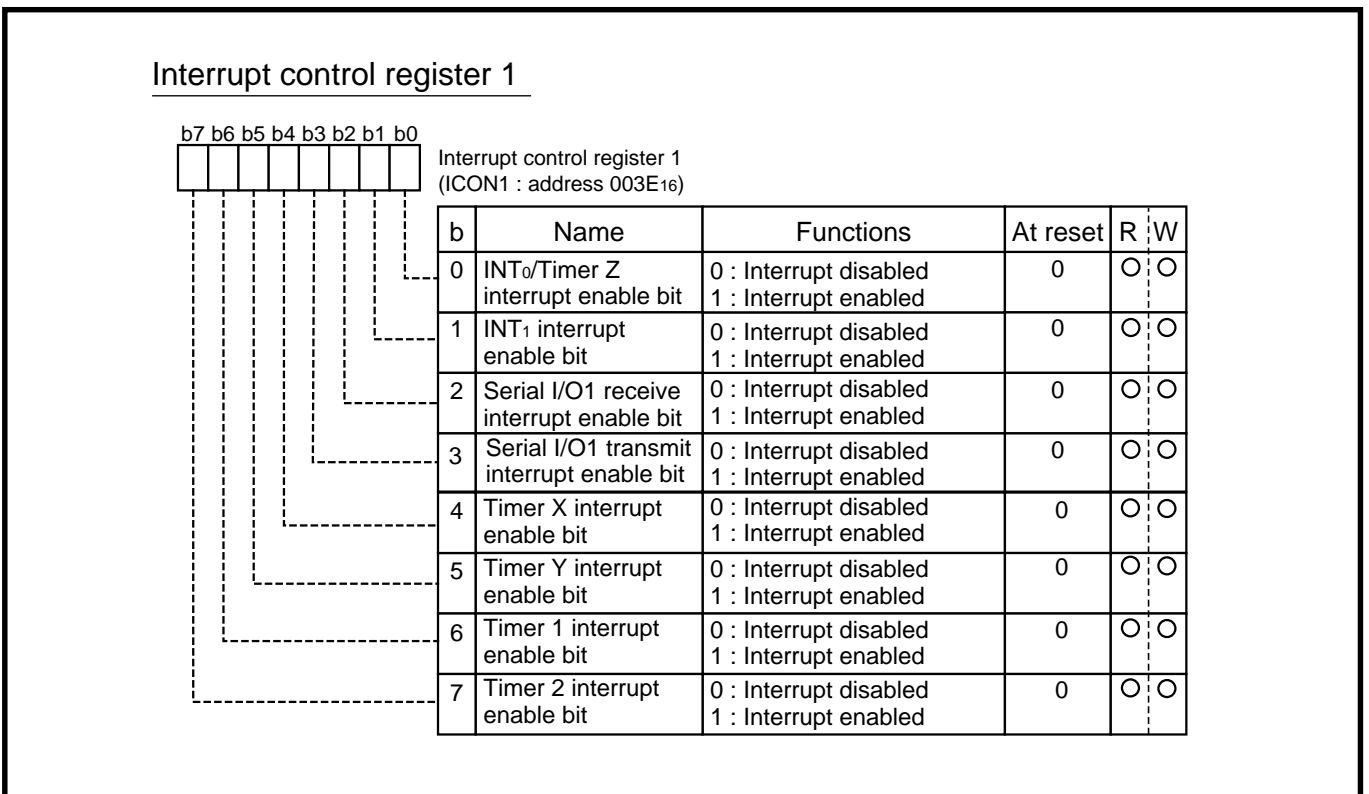 Interrupt control register 1
b7 b6 b5 b4 b3 b2 b1 b0
Interrupt control register 1
(ICON1 : address 003E16)
b Name Functions At reset R W
0 INT0/Timer Z 0 : Interrupt disabled 0 ○ ○
interrupt enable bit 1 : Interrupt enabled
1 INT1 interrupt 0 : Interrupt disabled 0 ○ ○
enable bit 1 : Interrupt enabled
2 Serial I/O1 receive 0 : Interrupt disabled 0 ○ ○
interrupt enable bit 1 : Interrupt enabled
3 Serial I/O1 transmit 0 : Interrupt disabled 0 ○ ○
interrupt enable bit 1 : Interrupt enabled
4 Timer X interrupt 0 : Interrupt disabled 0 ○ ○
enable bit 1 : Interrupt enabled
5 Timer Y interrupt 0 : Interrupt disabled 0 ○ ○
enable bit 1 : Interrupt enabled
6 Timer 1 interrupt 0 : Interrupt disabled 0 ○ ○
enable bit 1 : Interrupt enabled
7 Timer 2 interrupt 0 : Interrupt disabled 0 ○ ○
enable bit 1 : Interrupt enabled